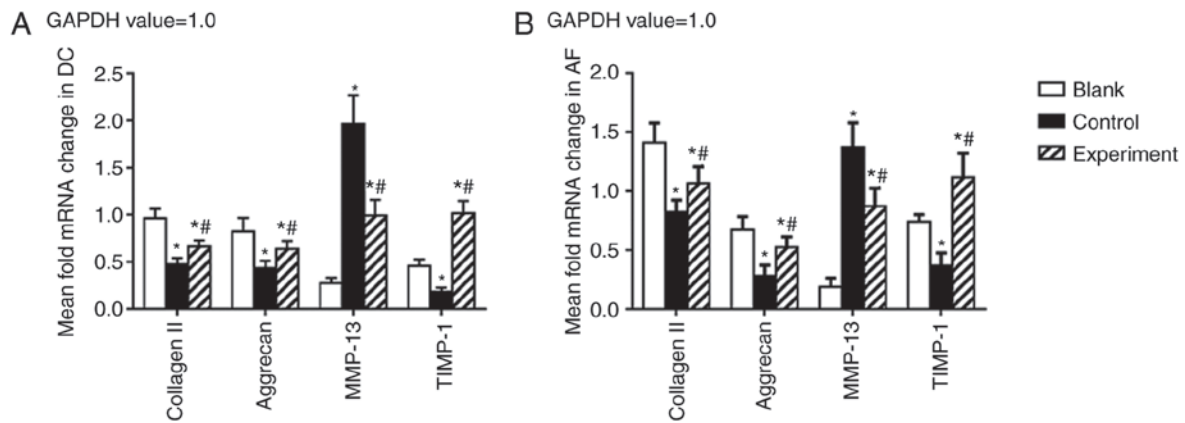 A GAPDH value=1.0
Mean fold mRNA change in DC
2.5
2.0
1.5
1.0
0.5
0.0
* *# * *# * *# * *#
Collagen II
Aggrecan
MMP-13
TIMP-1
B GAPDH value=1.0
Mean fold mRNA change in AF
2.0
1.5
1.0
0.5
0.0
* *# * *# * *# * *#
Collagen II
Aggrecan
MMP-13
TIMP-1
Blank
Control
Experiment